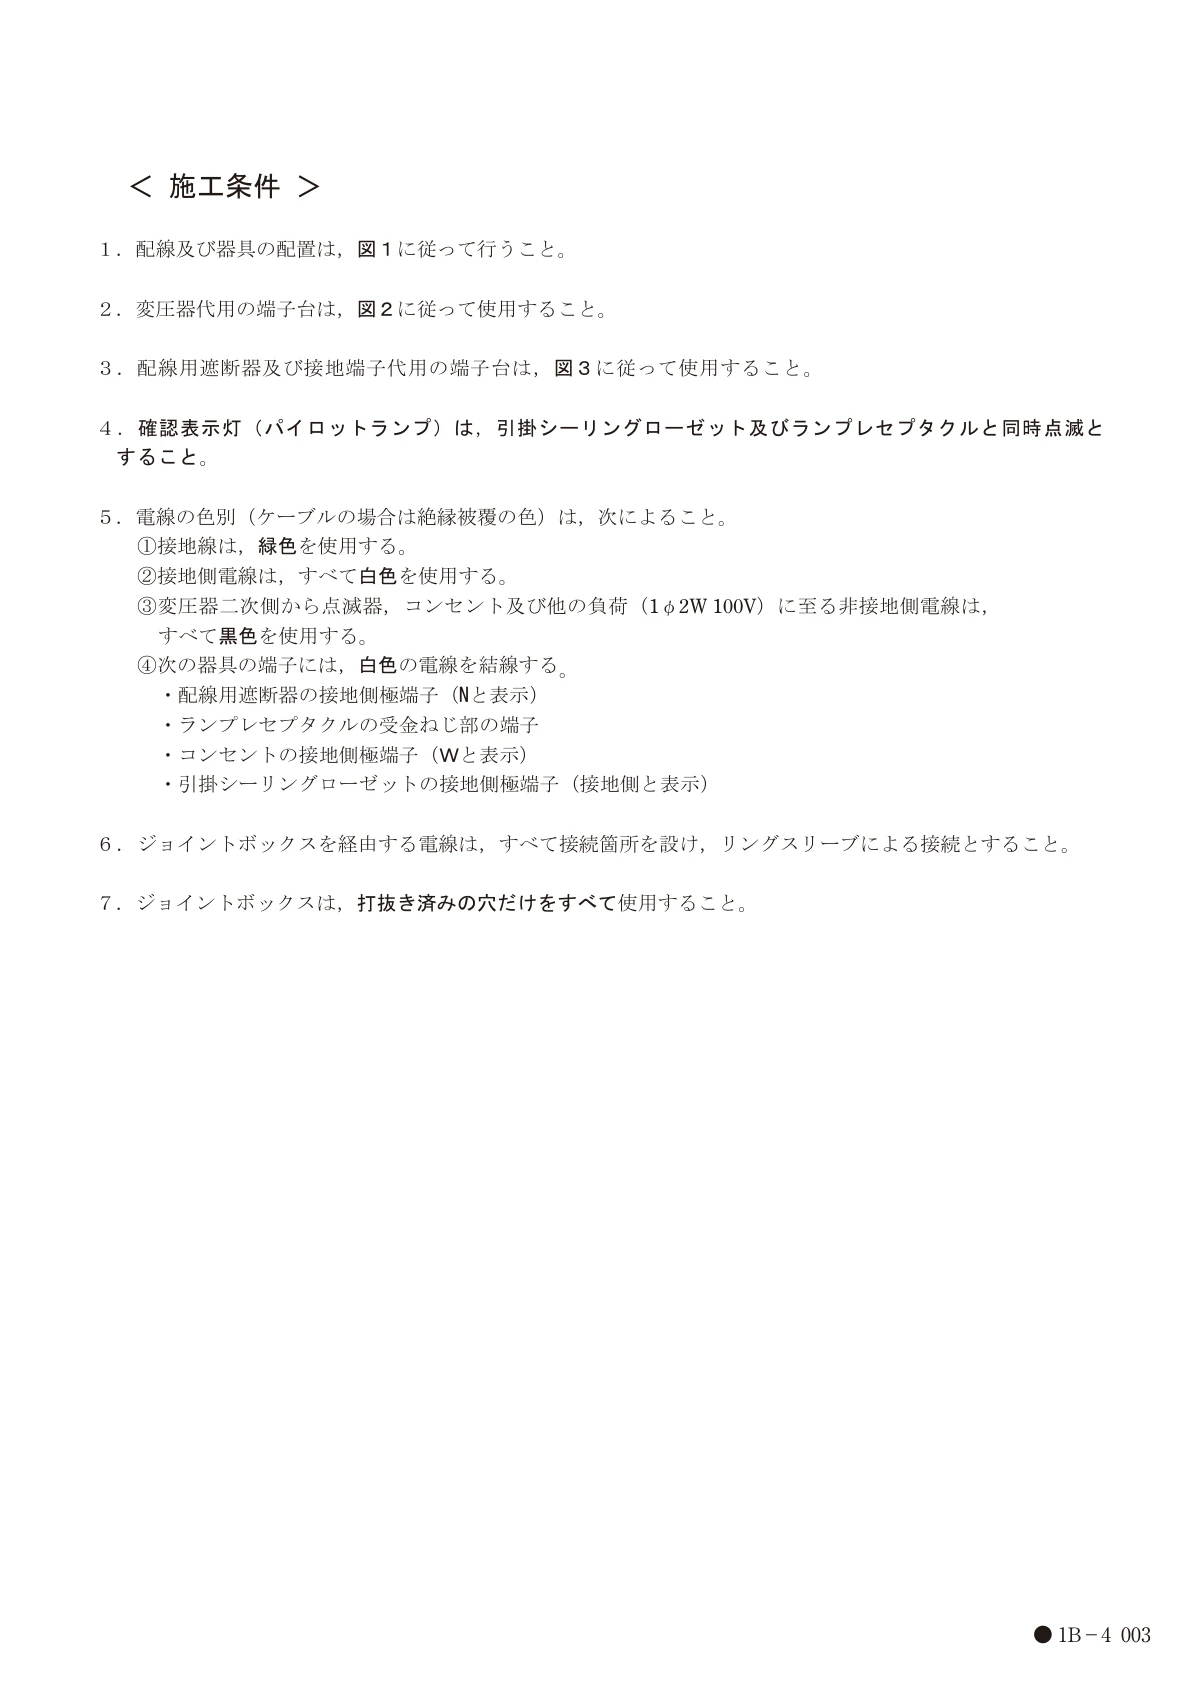 ＜ 施工条件 ＞
１．配線及び器具の配置は，図１に従って行うこと。
２．変圧器代用の端子台は，図２に従って使用すること。
３．配線用遮断器及び接地端子代用の端子台は，図３に従って使用すること。
４．確認表示灯（パイロットランプ）は，引掛シーリングローゼット及びランプレセプタクルと同時点滅と
すること。
５．電線の色別（ケーブルの場合は絶縁被覆の色）は，次によること。
①接地線は，緑色を使用する。
②接地側電線は，すべて白色を使用する。
③変圧器二次側から点滅器，コンセント及び他の負荷（1φ2W 100V）に至る非接地側電線は，
すべて黒色を使用する。
④次の器具の端子には，白色の電線を結線する。
・配線用遮断器の接地側極端子（Nと表示）
・ランプレセプタクルの受金ねじ部の端子
・コンセントの接地側極端子（Wと表示）
・引掛シーリングローゼットの接地側極端子（接地側と表示）
６．ジョイントボックスを経由する電線は，すべて接続箇所を設け，リングスリーブによる接続とすること。
７．ジョイントボックスは，打抜き済みの穴だけをすべて使用すること。
●1B－4 003